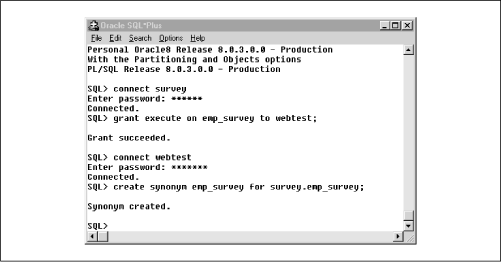 Oracle SQL*Plus
File Edit Search Options Help
Personal Oracle8 Release 8.0.3.0.0 - Production
With the Partitioning and Objects options
PL/SQL Release 8.0.3.0.0 - Production
SQL> connect survey
Enter password: ******
Connected.
SQL> grant execute on emp_survey to webtest;
Grant succeeded.
SQL> connect webtest
Enter password: *******
Connected.
SQL> create synonym emp_survey for survey.emp_survey;
Synonym created.
SQL>